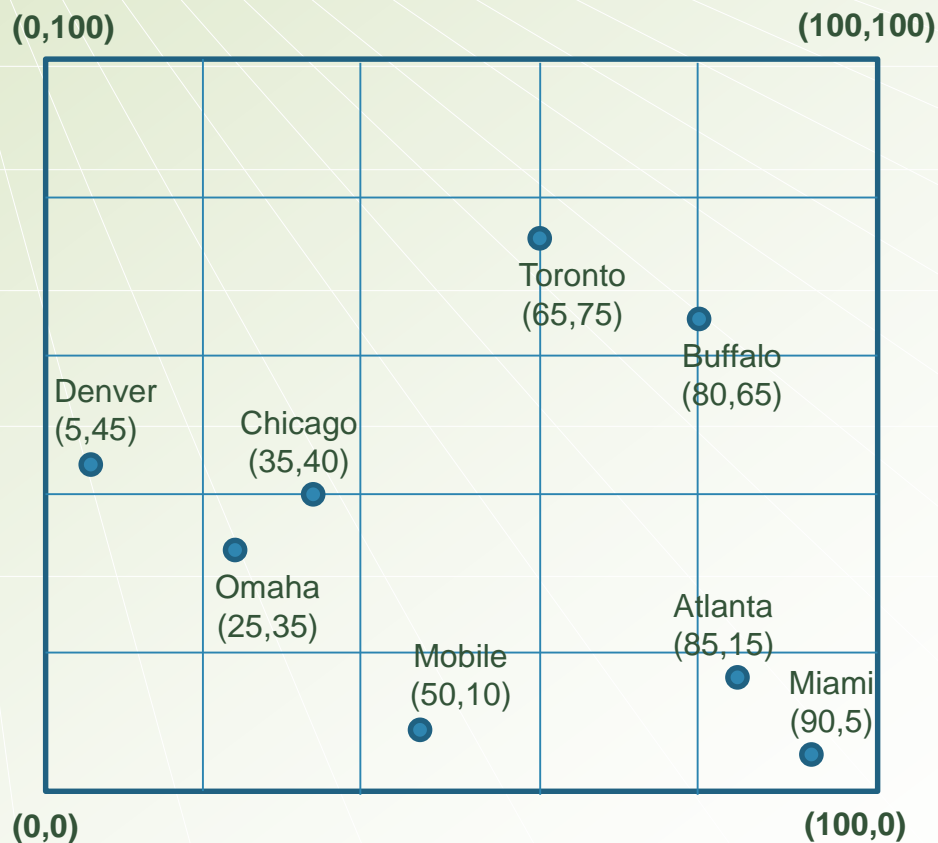 (0,100)
(100,100)
Toronto
(65,75)
Buffalo
(80,65)
Denver
(5,45)
Chicago
(35,40)
Omaha
(25,35)
Atlanta
(85,15)
Mobile
(50,10)
Miami
(90,5)
(0,0)
(100,0)